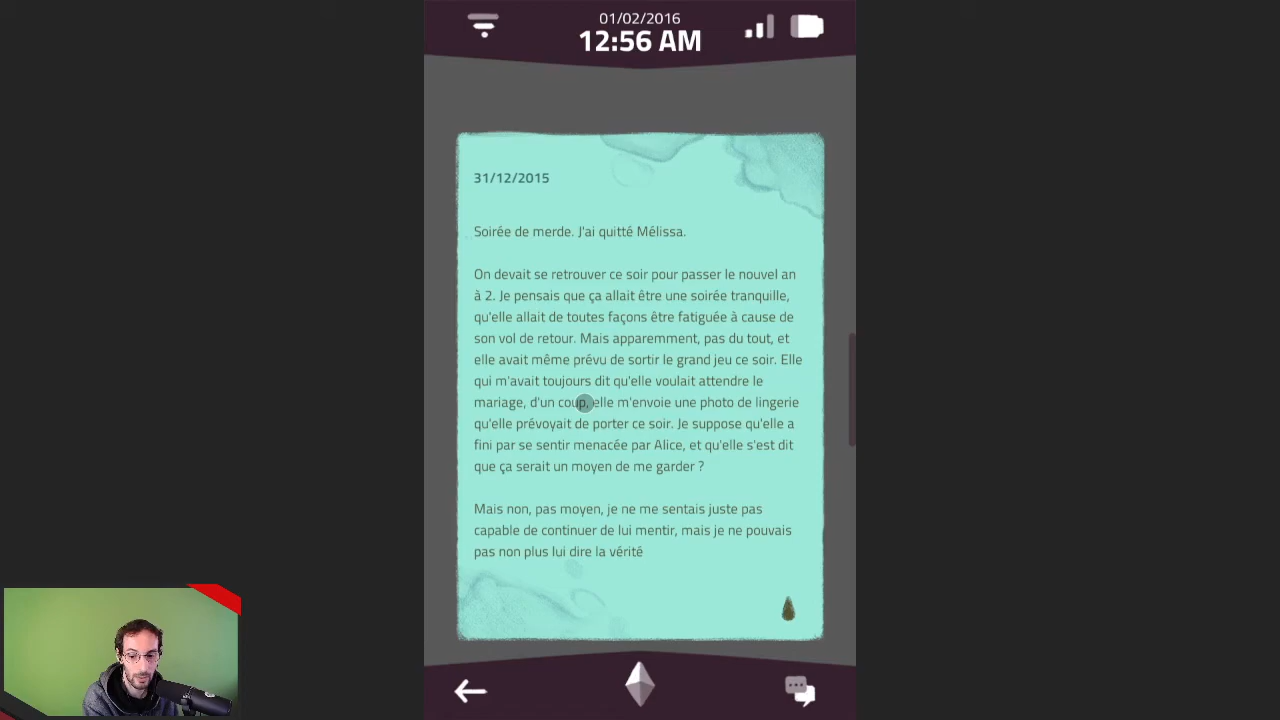 01/02/2016
12:56 AM
31/12/2015
Soirée de merde. J'ai quitté Mélissa.
On devait se retrouver ce soir pour passer le nouvel an
à 2. Je pensais que ça allait être une soirée tranquille,
qu'elle allait de toutes façons être fatiguée à cause de
son vol de retour. Mais apparemment, pas du tout, et
elle avait même prévu de sortir le grand jeu ce soir. Elle
qui m'avait toujours dit qu'elle voulait attendre le
mariage, d'un coup, elle m'envoie une photo de lingerie
qu'elle prévoyait de porter ce soir. Je suppose qu'elle a
fini par se sentir menacée par Alice, et qu'elle s'est dit
que ça serait un moyen de me garder ?
Mais non, pas moyen, je ne me sentais juste pas
capable de continuer de lui mentir, mais je ne pouvais
pas non plus lui dire la vérité